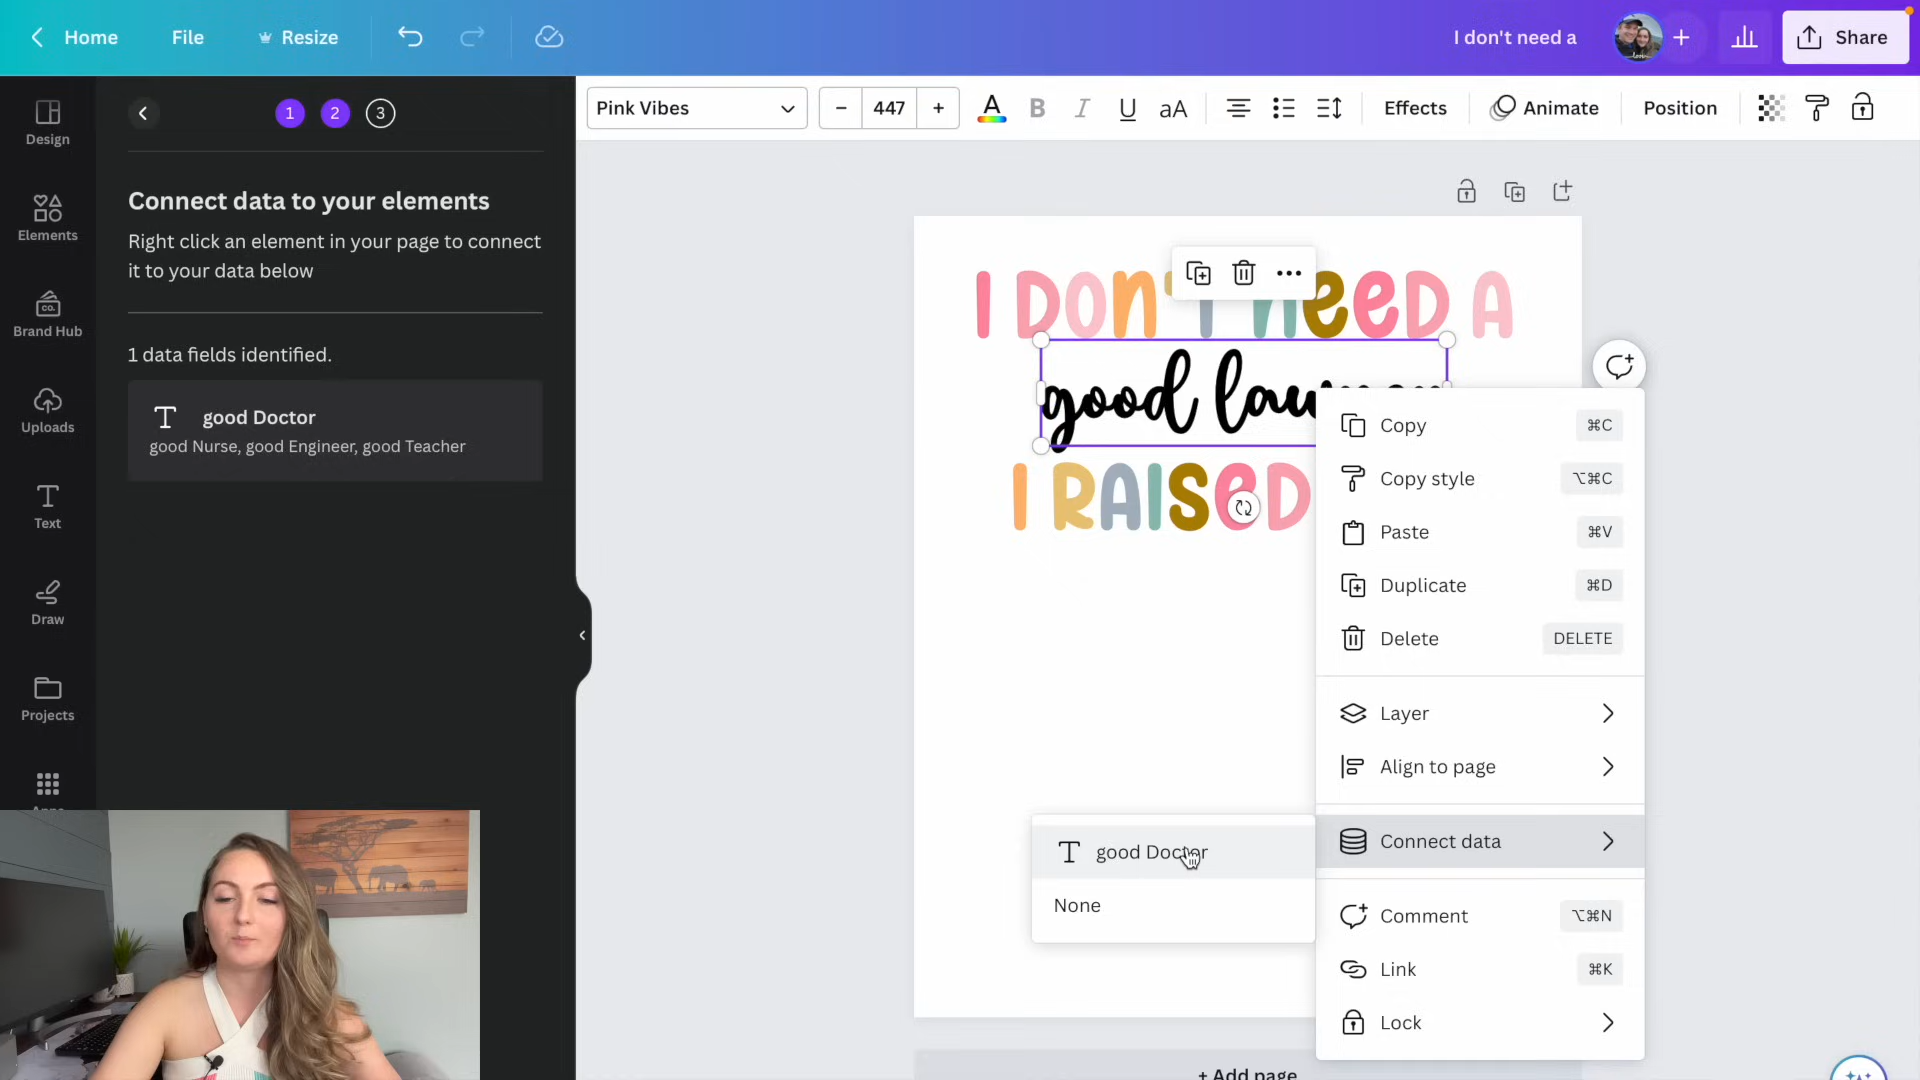 Home File Resize I don't need a Share
Design
Elements
Brand Hub
CO.
Uploads
Text
Draw
Projects
1 2 3
Connect data to your elements
Right click an element in your page to connect
it to your data below
1 data fields identified.
T good Doctor
good Nurse, good Engineer, good Teacher
Pink Vibes 447 A B I U aA Effects Animate Position
I DON'T NEED A
good
I RAISED
Copy ⌘C
Copy style ⌥⌘C
Paste ⌘V
Duplicate ⌘D
Delete DELETE
Layer
Align to page
Connect data
T good Doctor
None
Comment ⌥⌘N
Link ⌘K
Lock
+ Add page